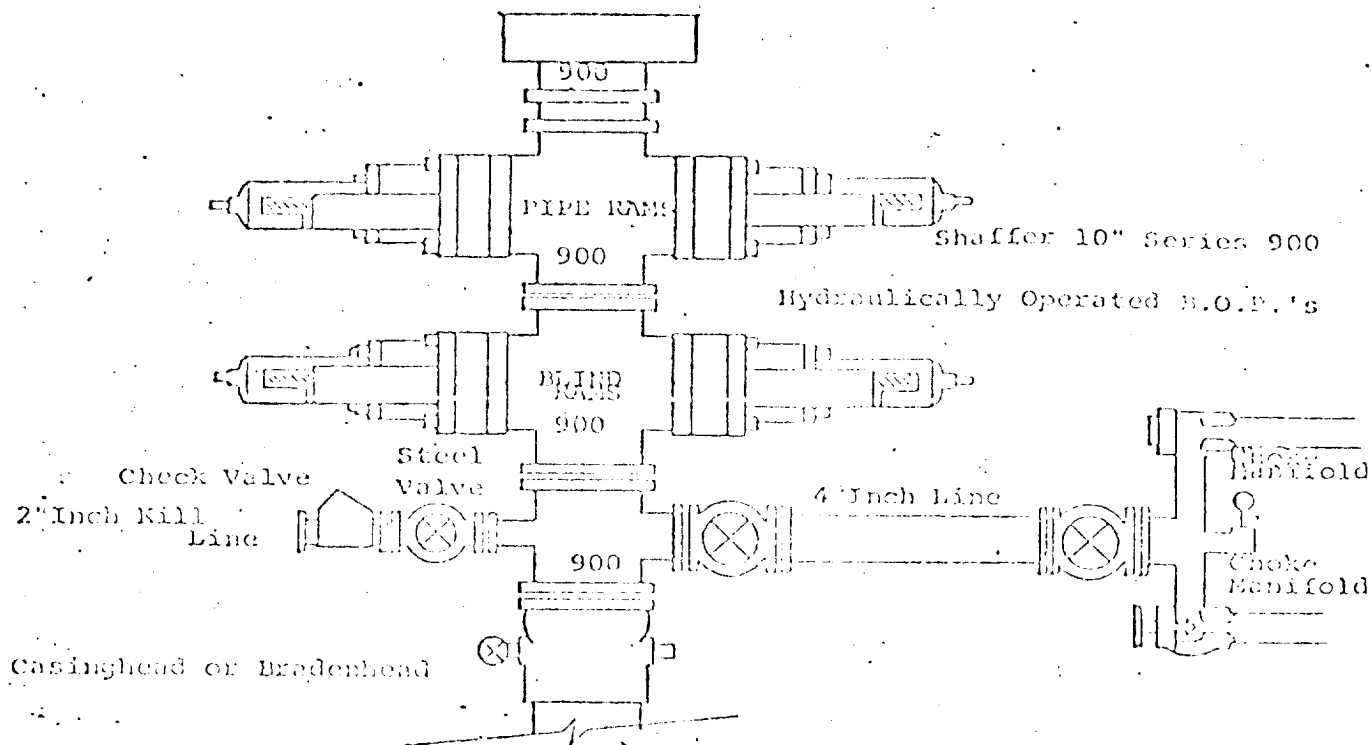 900
PIPE RAMS
900
Shaffer 10" Series 900
Hydraulically Operated B.O.P.'s
BLIND
RAMS
900
Check Valve
Steel
Valve
2"Inch Kill
Line
4"Inch Line
Manifold
900
Choke
Manifold
Casinghead or Bradenhead